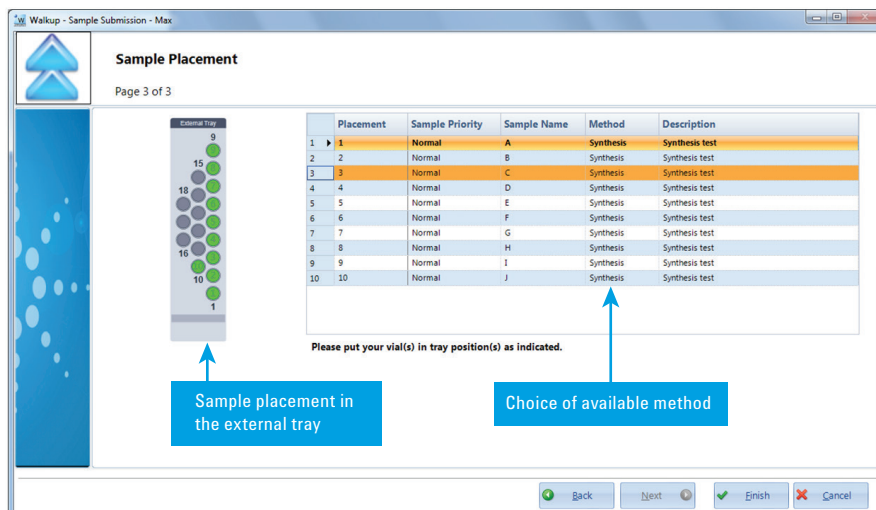 Walkup - Sample Submission - Max
Sample Placement
Page 3 of 3
External Tray
9
15
18
16
10
1
Placement Sample Priority Sample Name Method Description
1 1 Normal A Synthesis Synthesis test
2 2 Normal B Synthesis Synthesis test
3 3 Normal C Synthesis Synthesis test
4 4 Normal D Synthesis Synthesis test
5 5 Normal E Synthesis Synthesis test
6 6 Normal F Synthesis Synthesis test
7 7 Normal G Synthesis Synthesis test
8 8 Normal H Synthesis Synthesis test
9 9 Normal I Synthesis Synthesis test
10 10 Normal J Synthesis Synthesis test
Please put your vial(s) in tray position(s) as indicated.
Sample placement in
the external tray
Choice of available method
Back Next Finish Cancel